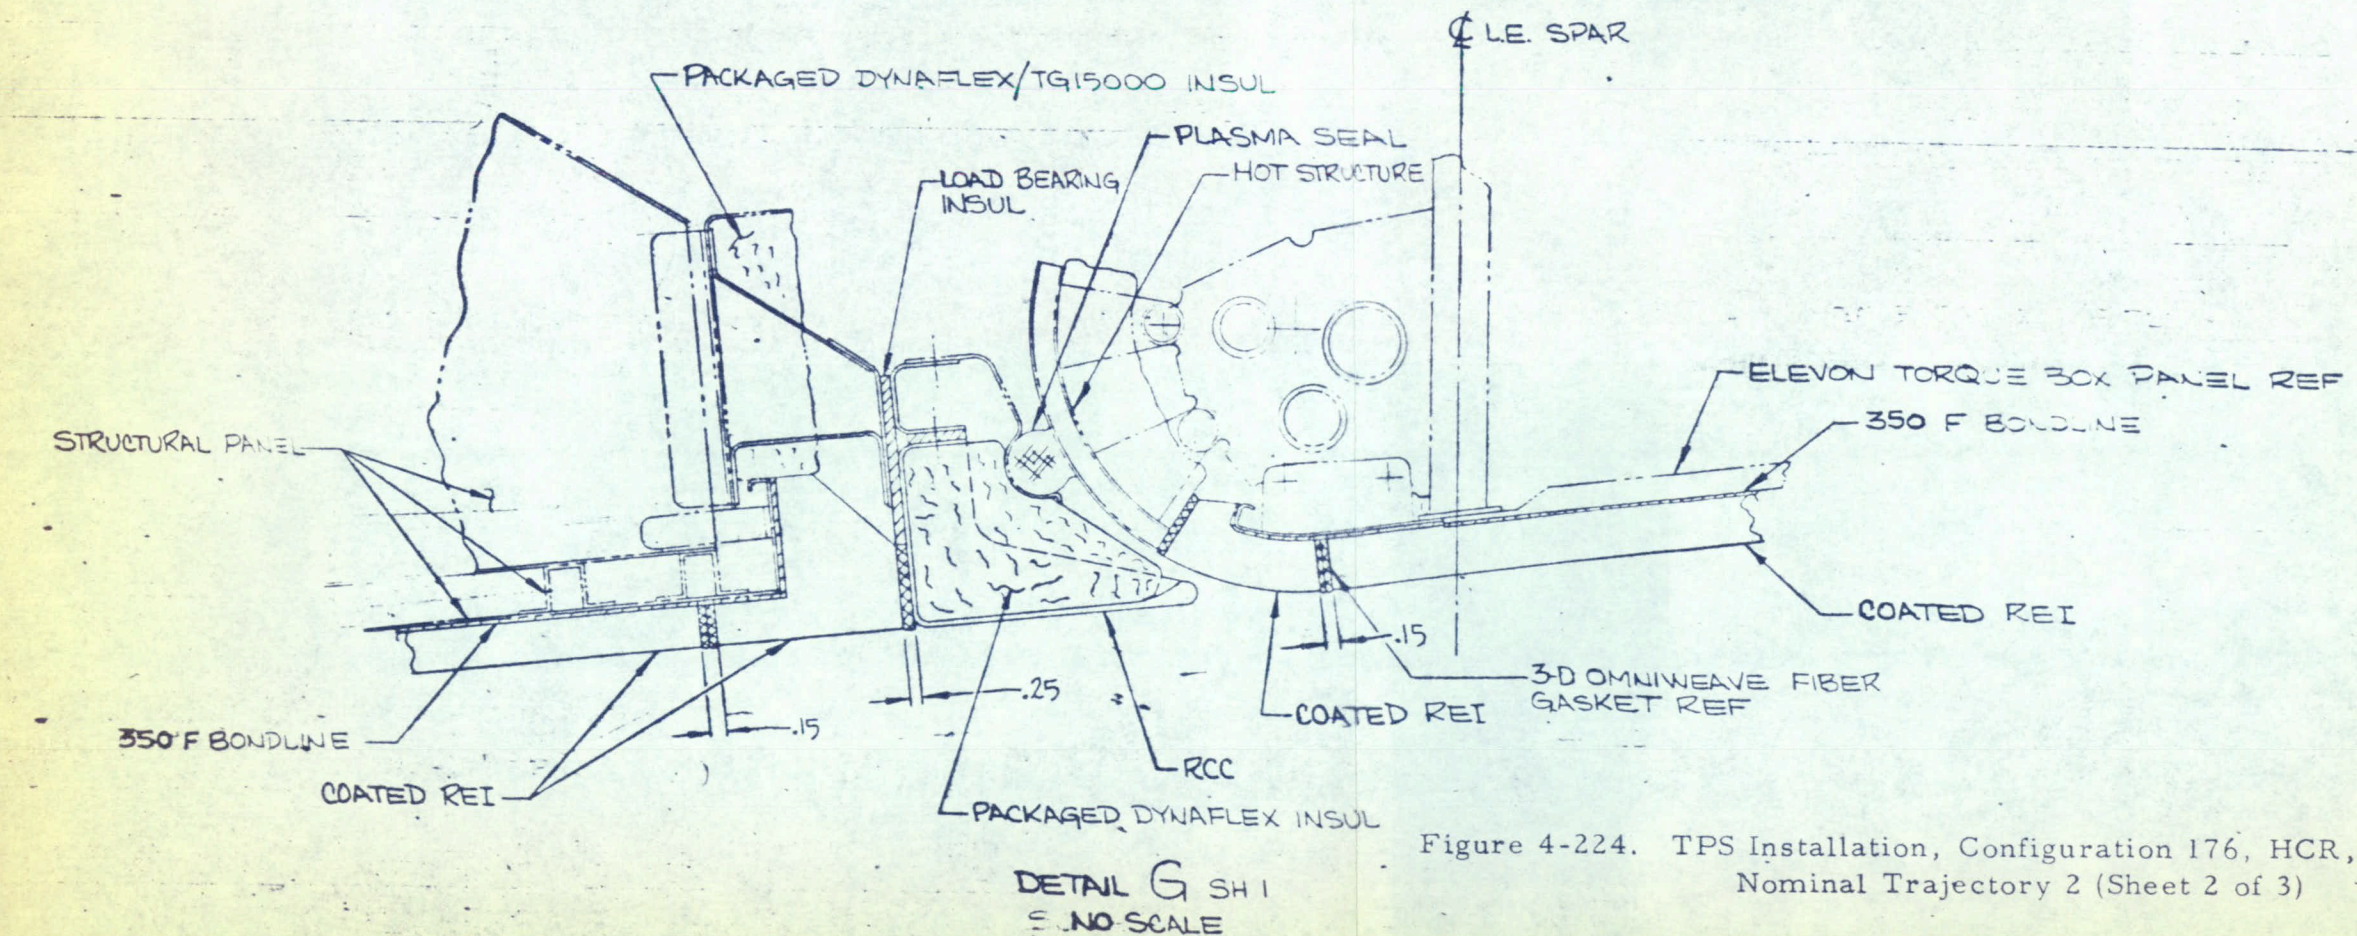 ℄ L.E. SPAR
PACKAGED DYNAFLEX/TG15000 INSUL
PLASMA SEAL
HOT STRUCTURE
LOAD BEARING
INSUL
ELEVON TORQUE BOX PANEL REF
350 F BONDLINE
STRUCTURAL PANEL
COATED REI
.15
3-D OMNIWEAVE FIBER
GASKET REF
.25
COATED REI
.15
350°F BONDLINE
RCC
COATED REI
PACKAGED DYNAFLEX INSUL
Figure 4-224. TPS Installation, Configuration 176, HCR,
Nominal Trajectory 2 (Sheet 2 of 3)
DETAIL G SH 1
NO SCALE